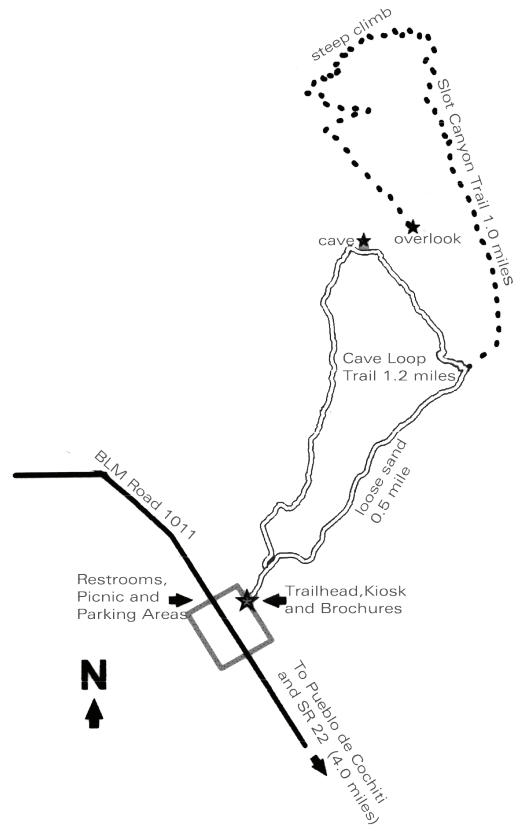 steep climb
Slot Canyon Trail 1.0 miles
cave
overlook
Cave Loop
Trail 1.2 miles
loose sand
0.5 mile
BLM Road 1011
Restrooms,
Picnic and
Parking Areas
Trailhead,Kiosk
and Brochures
N
To Pueblo de Cochiti
and SR 22 (4.0 miles)